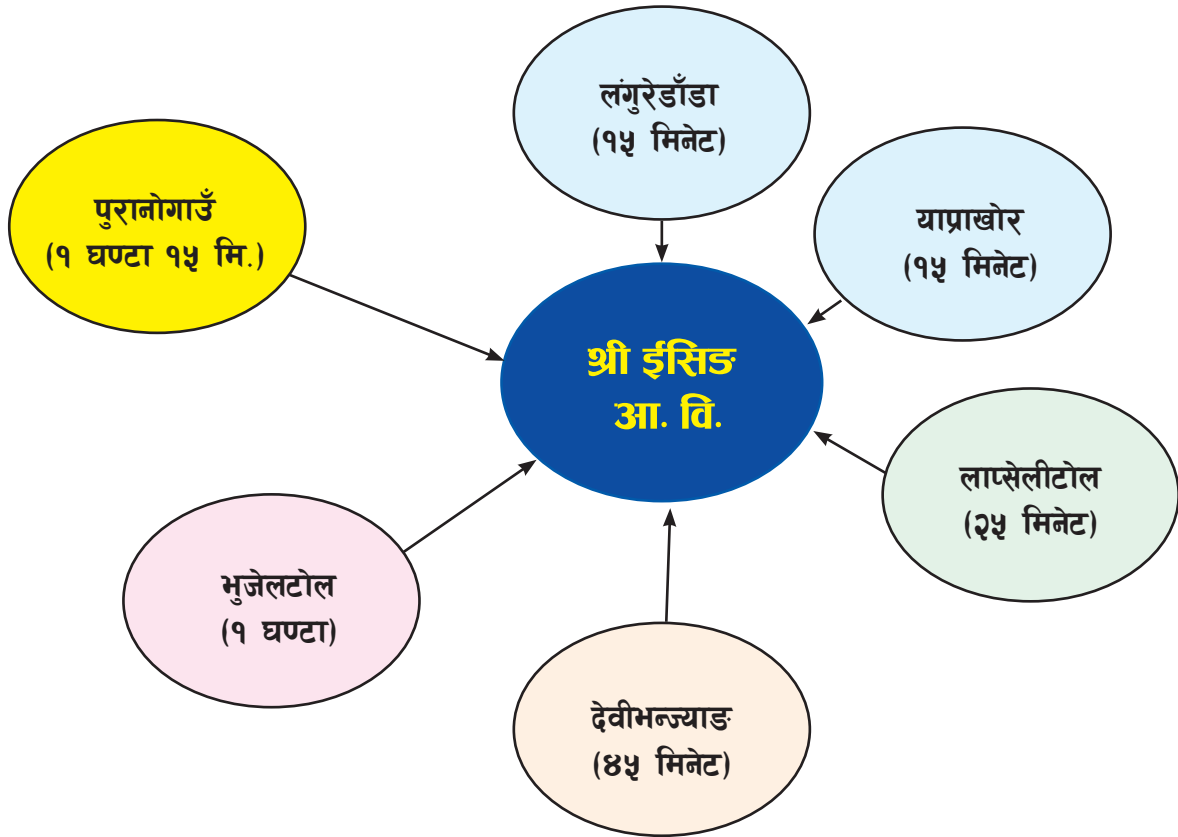 लंगुरेडाँडा
(१५ मिनेट)
पुरानोगाउँ
(१ घण्टा १५ मि.)
याप्राखोर
(१५ मिनेट)
श्री ईसिङ
आ. वि.
लाप्सेलीटोल
(२५ मिनेट)
भुजेलटोल
(१ घण्टा)
देवीभन्ज्याङ
(४५ मिनेट)